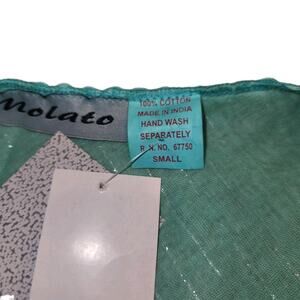 Molato
100% COTTON
MADE IN INDIA
HAND WASH
SEPARATELY
R. N. NO. 67750
SMALL